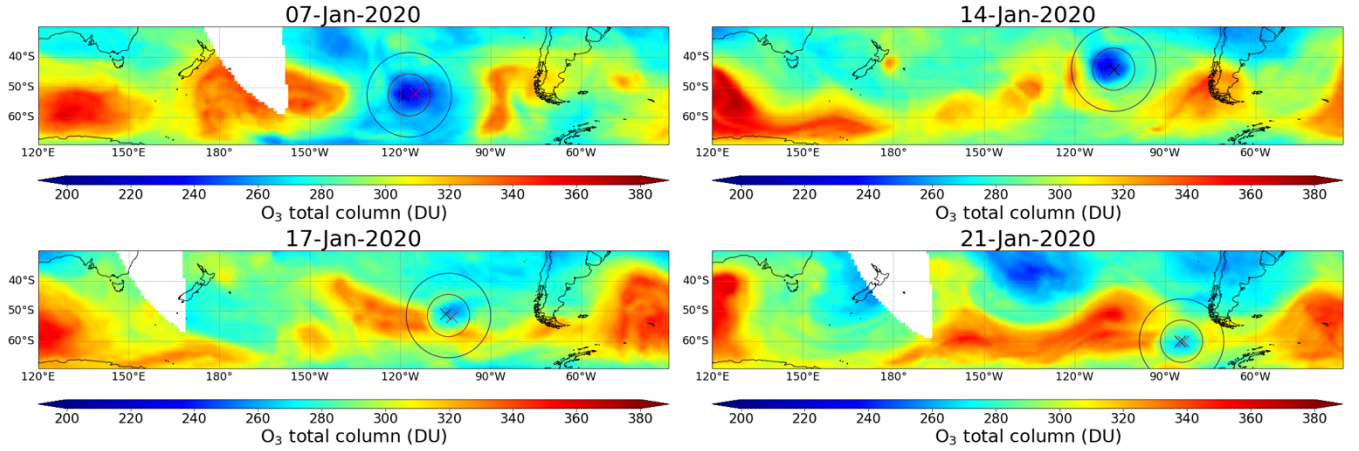 07-Jan-2020
40°S
50°S
60°S
120°E 150°W 180° 150°W 120°W 90°W 60°W
200 220 240 260 280 300 320 340 360 380
O₃ total column (DU)
14-Jan-2020
40°S
50°S
60°S
120°E 150°W 180° 150°W 120°W 90°W 60°W
200 220 240 260 280 300 320 340 360 380
O₃ total column (DU)
17-Jan-2020
40°S
50°S
60°S
120°E 150°W 180° 150°W 120°W 90°W 60°W
200 220 240 260 280 300 320 340 360 380
O₃ total column (DU)
21-Jan-2020
40°S
50°S
60°S
120°E 150°W 180° 150°W 120°W 90°W 60°W
200 220 240 260 280 300 320 340 360 380
O₃ total column (DU)